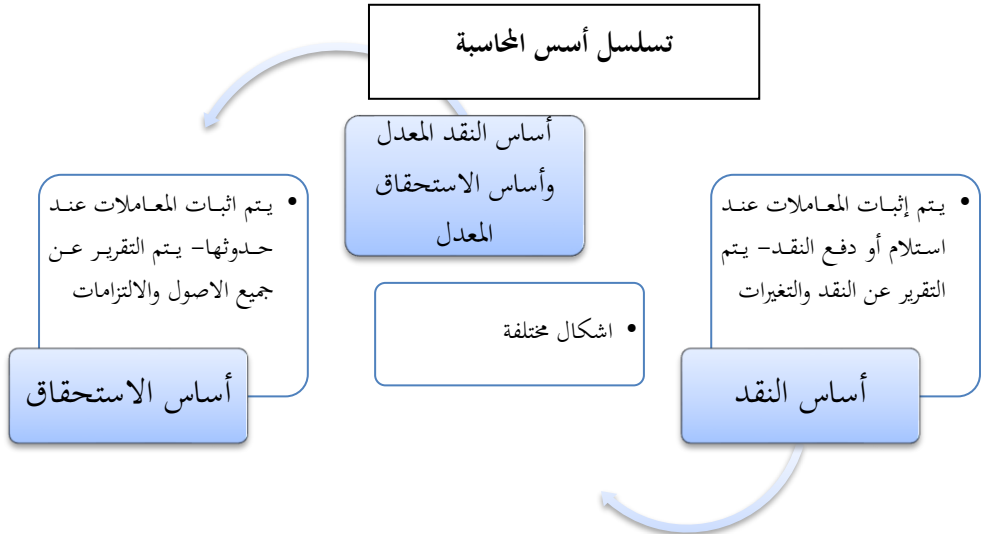 تسلسل أسس المحاسبة
• يتم إثبات المعاملات عند
استلام أو دفع النقد– يتم
التقرير عن النقد والتغيرات
أساس النقد
أساس النقد المعدل
وأساس الاستحقاق
المعدل
• اشكال مختلفة
• يتم اثبات المعاملات عند
حدوثها– يتم التقرير عن
جميع الاصول والالتزامات
أساس الاستحقاق